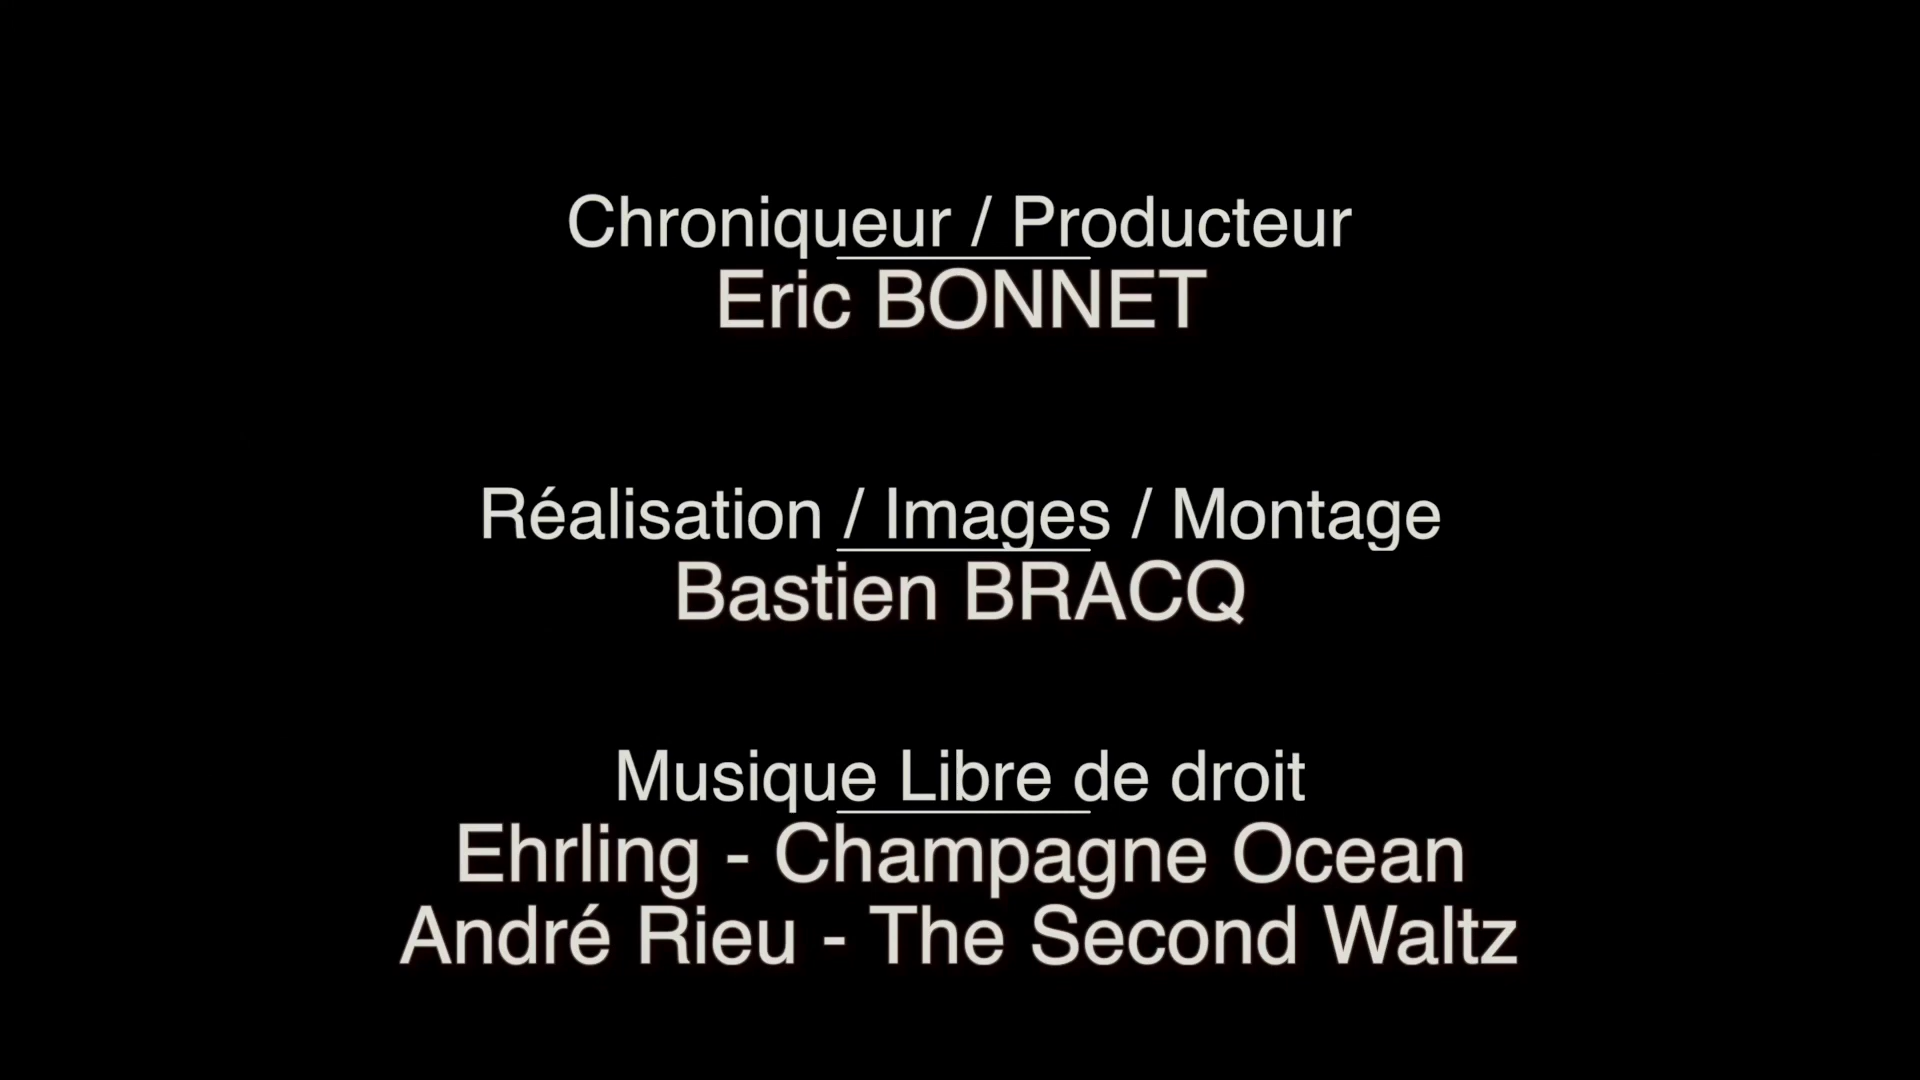 Chroniqueur / Producteur
Eric BONNET
Réalisation / Images / Montage
Bastien BRACQ
Musique Libre de droit
Ehrling - Champagne Ocean
André Rieu - The Second Waltz